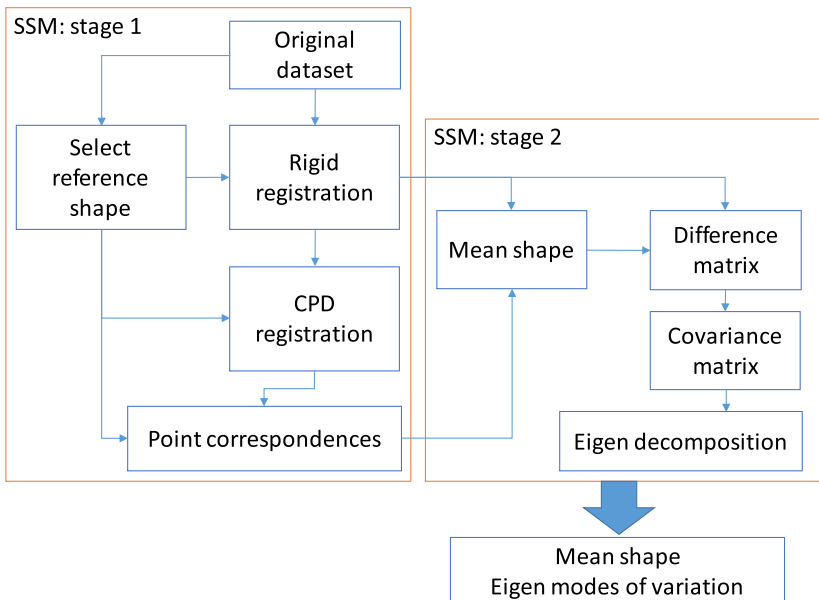 SSM: stage 1
Original
dataset
Select
reference
shape
Rigid
registration
CPD
registration
Point correspondences
SSM: stage 2
Mean shape
Difference
matrix
Covariance
matrix
Eigen decomposition
Mean shape
Eigen modes of variation